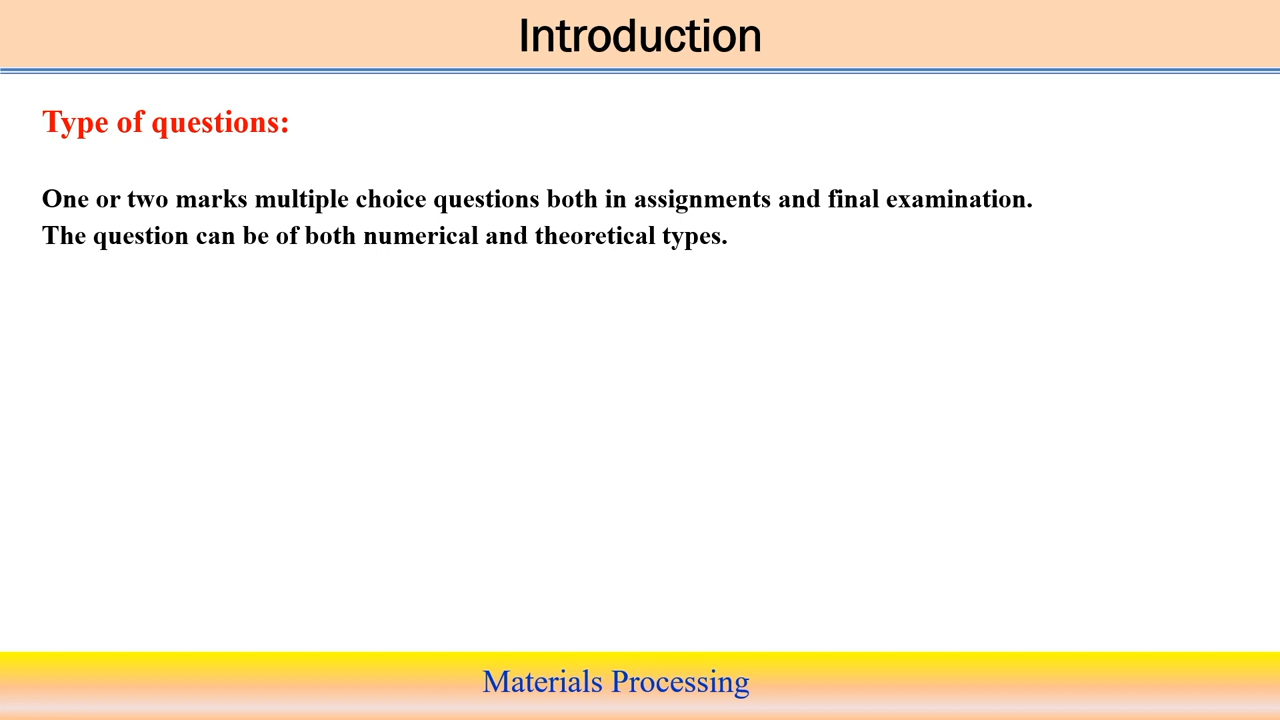 Introduction
Type of questions:
One or two marks multiple choice questions both in assignments and final examination.
The question can be of both numerical and theoretical types.
Materials Processing